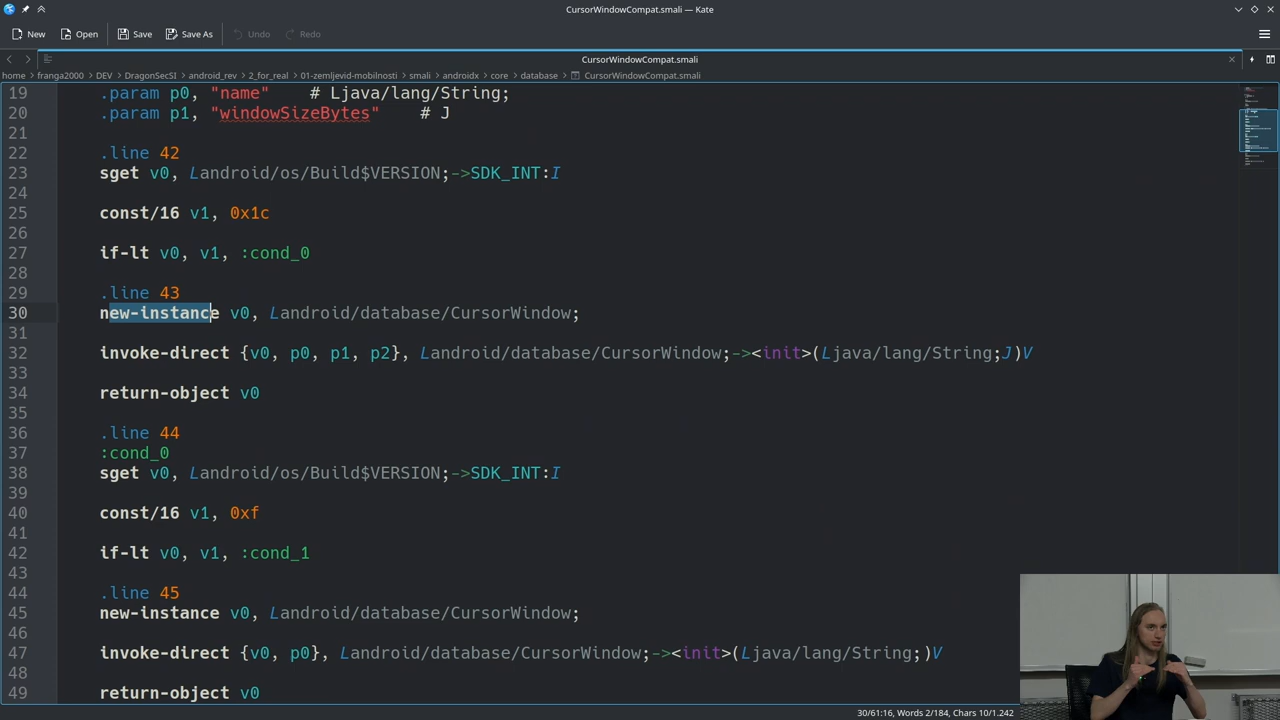 CursorWindowCompat.smali — Kate
New Open Save Save As Undo Redo
CursorWindowCompat.smali
home franga2000 DEV DragonSecSI android_rev 2_for_real 01-zemljevid-mobilnosti smali androidx core database CursorWindowCompat.smali
19 .param p0, "name" # Ljava/lang/String;
20 .param p1, "windowSizeBytes" # J
21
22 .line 42
23 sget v0, Landroid/os/Build$VERSION;->SDK_INT:I
24
25 const/16 v1, 0x1c
26
27 if-lt v0, v1, :cond_0
28
29 .line 43
30 new-instance v0, Landroid/database/CursorWindow;
31
32 invoke-direct {v0, p0, p1, p2}, Landroid/database/CursorWindow;-><init>(Ljava/lang/String;J)V
33
34 return-object v0
35
36 .line 44
37 :cond_0
38 sget v0, Landroid/os/Build$VERSION;->SDK_INT:I
39
40 const/16 v1, 0xf
41
42 if-lt v0, v1, :cond_1
43
44 .line 45
45 new-instance v0, Landroid/database/CursorWindow;
46
47 invoke-direct {v0, p0}, Landroid/database/CursorWindow;-><init>(Ljava/lang/String;)V
48
49 return-object v0
30/61:16, Words 2/184, Chars 10/1.242